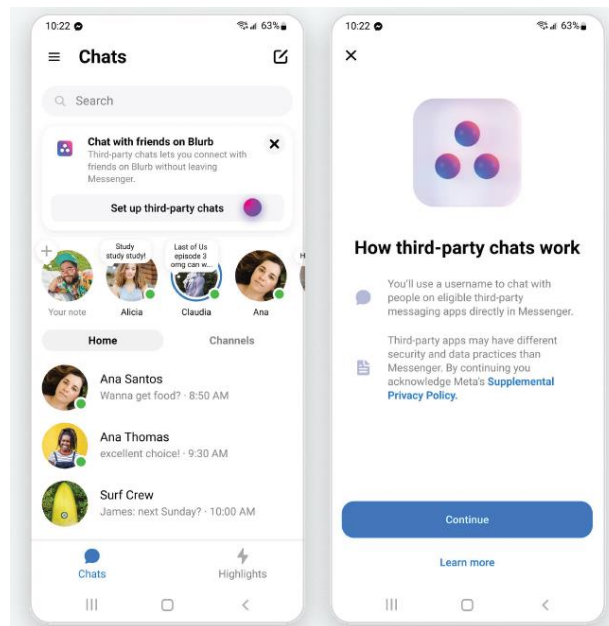 10:22 63%
Chats
Search
Chat with friends on Blurb
Third-party chats lets you connect with
friends on Blurb without leaving
Messenger.
Set up third-party chats
Study
study study!
Last of Us
episode 3
omg can w...
H
Your note
Alicia
Claudia
Ana
Home
Channels
Ana Santos
Wanna get food? · 8:50 AM
Ana Thomas
excellent choice! · 9:30 AM
Surf Crew
James: next Sunday? · 10:00 AM
Chats
Highlights
10:22 63%
How third-party chats work
You'll use a username to chat with
people on eligible third-party
messaging apps directly in Messenger.
Third-party apps may have different
security and data practices than
Messenger. By continuing you
acknowledge Meta's Supplemental
Privacy Policy.
Continue
Learn more